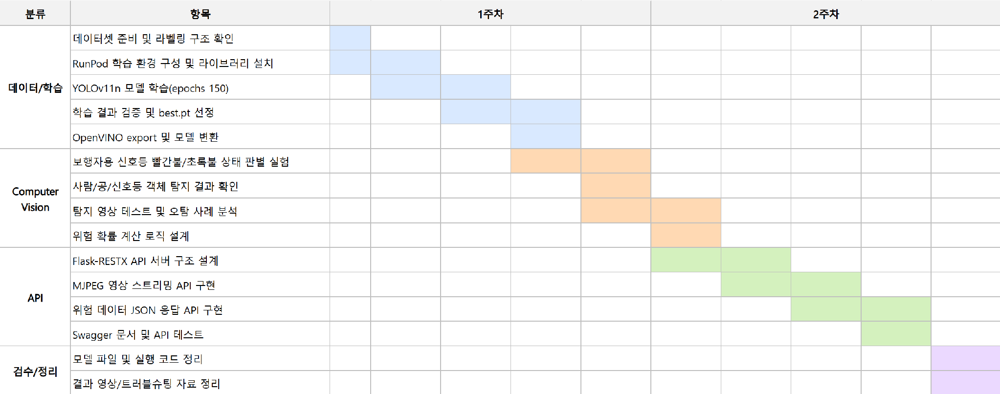 분류 항목 1주차 2주차
데이터/학습
데이터셋 준비 및 라벨링 구조 확인
RunPod 학습 환경 구성 및 라이브러리 설치
YOLOv11n 모델 학습(epochs 150)
학습 결과 검증 및 best.pt 선정
OpenVINO export 및 모델 변환
Computer
Vision
보행자용 신호등 빨간불/초록불 상태 판별 실험
사람/공/신호등 객체 탐지 결과 확인
탐지 영상 테스트 및 오탐 사례 분석
위험 확률 계산 로직 설계
API
Flask-RESTX API 서버 구조 설계
MJPEG 영상 스트리밍 API 구현
위험 데이터 JSON 응답 API 구현
Swagger 문서 및 API 테스트
검수/정리
모델 파일 및 실행 코드 정리
결과 영상/트러블슈팅 자료 정리